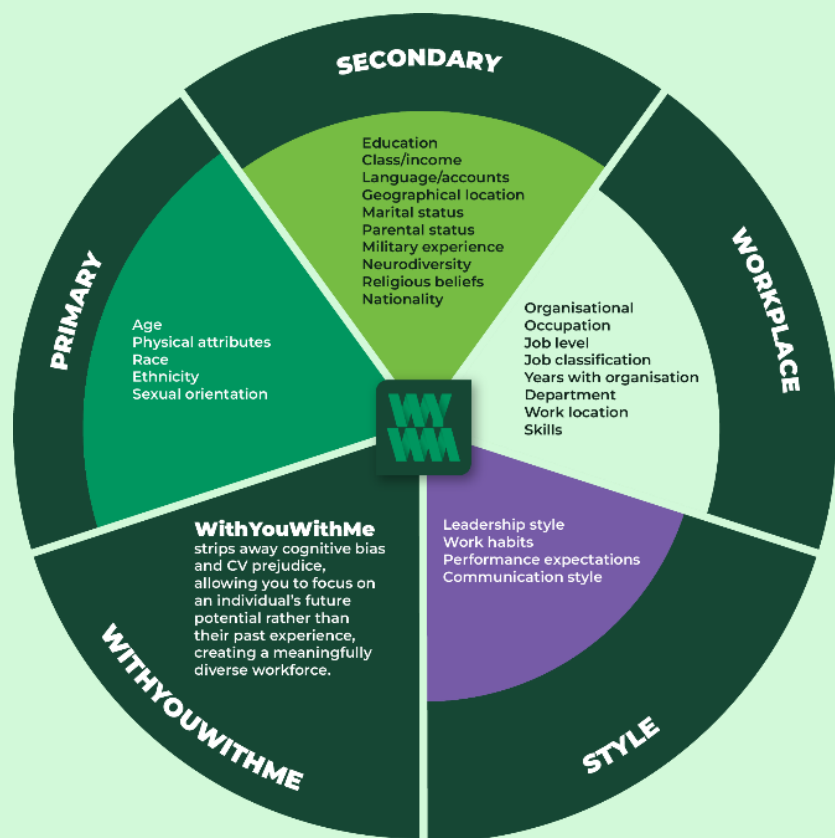 SECONDARY
Education
Class/income
Language/accounts
Geographical location
Marital status
Parental status
Military experience
Neurodiversity
Religious beliefs
Nationality
PRIMARY
Age
Physical attributes
Race
Ethnicity
Sexual orientation
WORKPLACE
Organisational
Occupation
Job level
Job classification
Years with organisation
Department
Work location
Skills
WYWM
WITHYOUWITHME
WithYouWithMe
strips away cognitive bias
and CV prejudice,
allowing you to focus on
an individual's future
potential rather than
their past experience,
creating a meaningfully
diverse workforce.
STYLE
Leadership style
Work habits
Performance expectations
Communication style